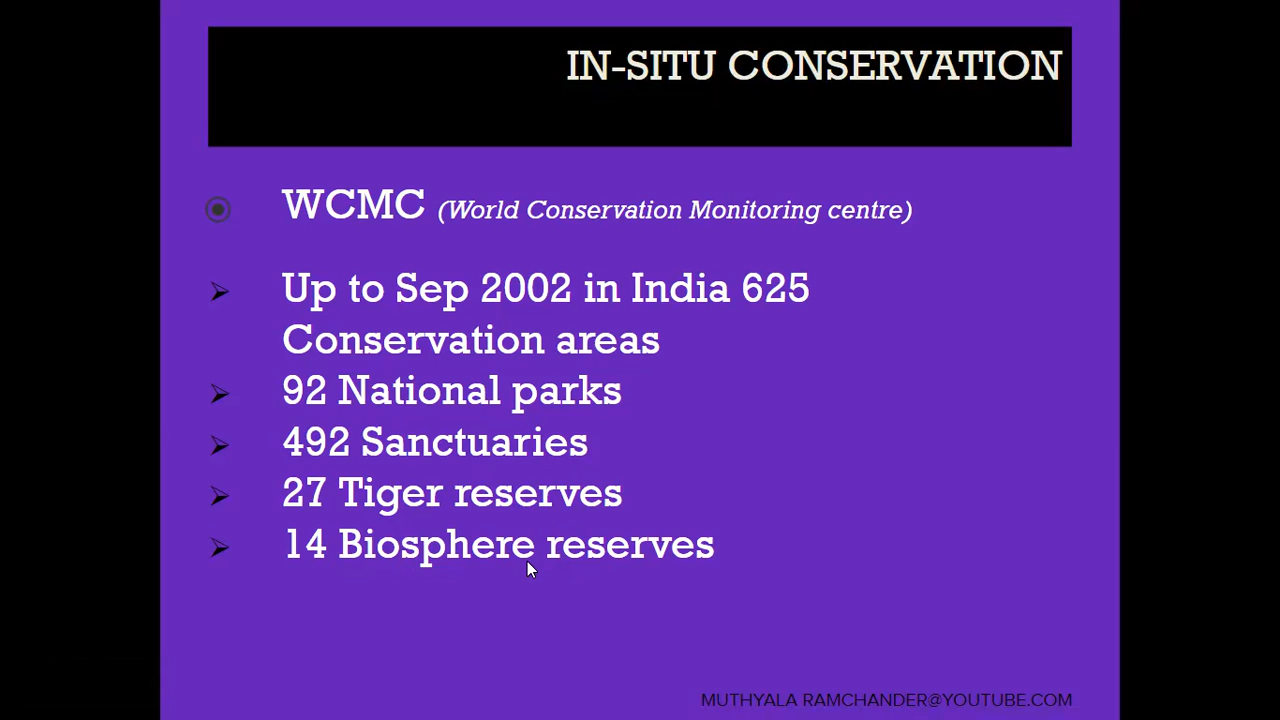 IN-SITU CONSERVATION
WCMC (World Conservation Monitoring centre)
Up to Sep 2002 in India 625
Conservation areas
92 National parks
492 Sanctuaries
27 Tiger reserves
14 Biosphere reserves
MUTHYALA RAMCHANDER@YOUTUBE.COM